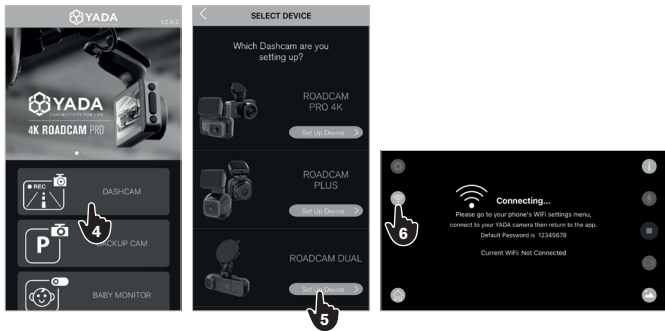 YADA
V2.6.2
YADA
CONNECTIVITY FOR LIFE
4K ROADCAM PRO
REC
DASHCAM
4
P
BACKUP CAM
BABY MONITOR
SELECT DEVICE
Which Dashcam are you
setting up?
ROADCAM
PRO 4K
Set Up Device
ROADCAM
PLUS
Set Up Device
ROADCAM DUAL
Set Up Device
5
6
Connecting...
Please go to your phone's WiFi settings menu,
connect to your YADA camera then return to the app.
Default Password is 12345678
Current WiFi: Not Connected
i